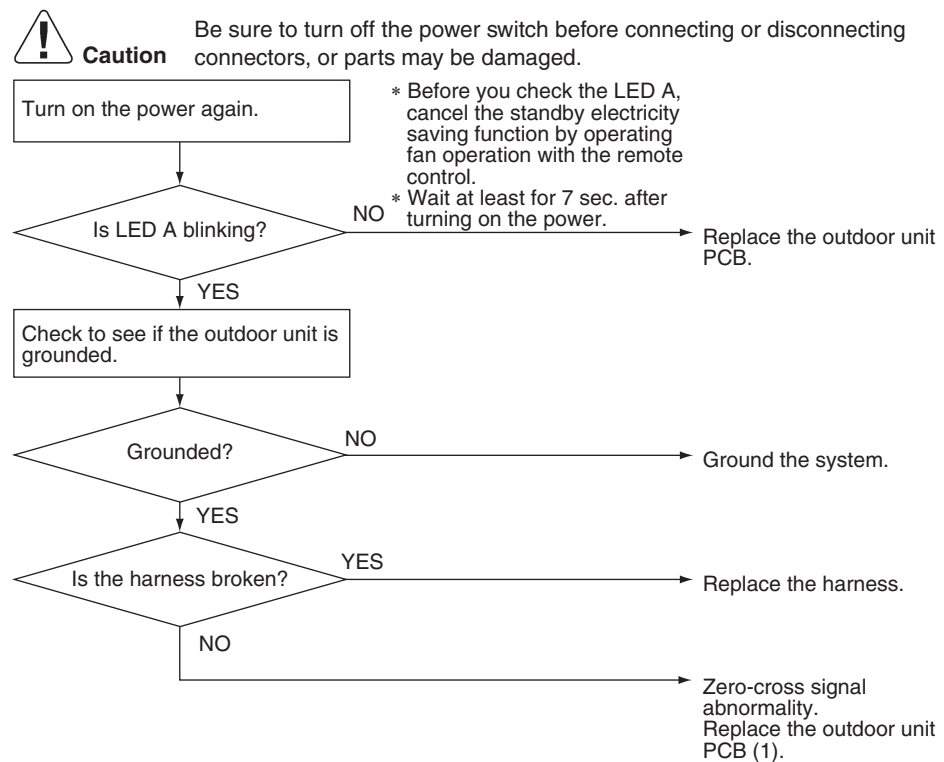 Be sure to turn off the power switch before connecting or disconnecting
Caution connectors, or parts may be damaged.
Turn on the power again.
∗ Before you check the LED A,
cancel the standby electricity
saving function by operating
fan operation with the remote
control.
∗ Wait at least for 7 sec. after
turning on the power.
Is LED A blinking?
NO
Replace the outdoor unit
PCB.
YES
Check to see if the outdoor unit is
grounded.
Grounded?
NO
Ground the system.
YES
Is the harness broken?
YES
Replace the harness.
NO
Zero-cross signal
abnormality.
Replace the outdoor unit
PCB (1).